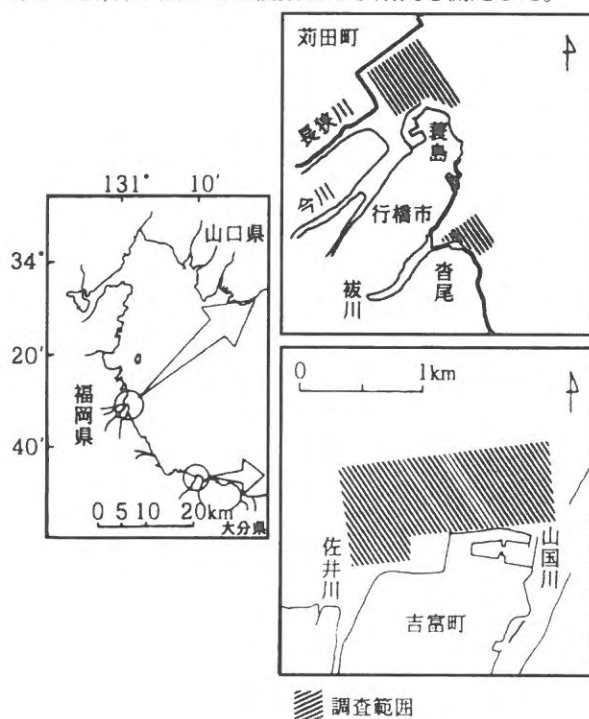 苅田町
長狭川
蓑島
今川
行橋市
祓川
沓尾
131°
10'
山口県
34°
20'
福岡県
40'
0 5 10 20km
大分県
0 1km
佐井川
山国川
吉富町
調査範囲